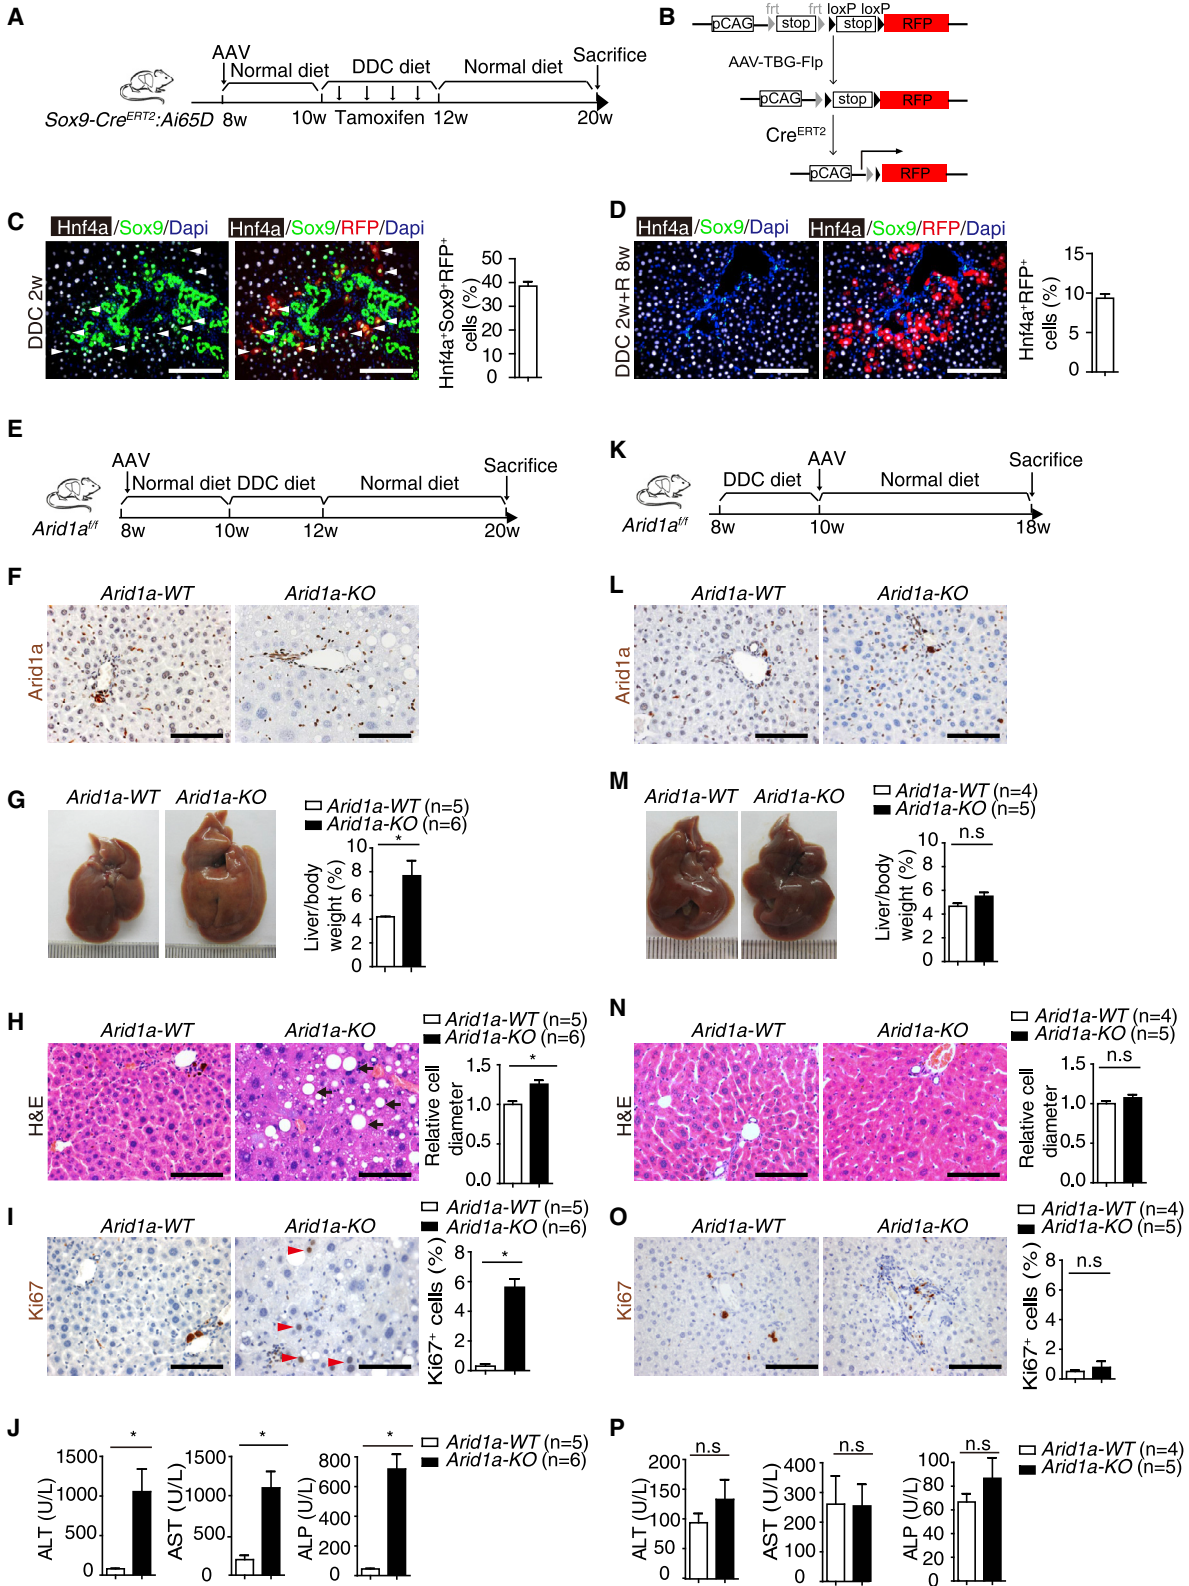 A
AAV
Normal diet
DDC diet
Normal diet
Sacrifice
Sox9-Cre^ERT2:Ai65D
8w
10w
Tamoxifen
12w
20w
B
frt
frt
loxP loxP
pCAG
stop
stop
RFP
AAV-TBG-Flp
pCAG
stop
RFP
Cre^ERT2
pCAG
RFP
C
Hnf4a/Sox9/Dapi
Hnf4a/Sox9/RFP/Dapi
DDC 2w
Hnf4a⁺Sox9⁺RFP⁺
cells (%)
50
40
30
20
10
0
D
Hnf4a/Sox9/Dapi
Hnf4a/Sox9/RFP/Dapi
DDC 2w+R 8w
Hnf4a⁺RFP⁺
cells (%)
15
10
5
0
E
AAV
Normal diet
DDC diet
Normal diet
Sacrifice
Arid1a^f/f
8w
10w
12w
20w
K
AAV
DDC diet
Normal diet
Sacrifice
Arid1a^f/f
8w
10w
18w
F
Arid1a-WT
Arid1a-KO
Arid1a
L
Arid1a-WT
Arid1a-KO
Arid1a
G
Arid1a-WT
Arid1a-KO
Arid1a-WT (n=5)
Arid1a-KO (n=6)
Liver/body
weight (%)
10
8
6
4
2
0
*
M
Arid1a-WT
Arid1a-KO
Arid1a-WT (n=4)
Arid1a-KO (n=5)
Liver/body
weight (%)
10
8
6
4
2
0
n.s
H
Arid1a-WT
Arid1a-KO
H&E
Arid1a-WT (n=5)
Arid1a-KO (n=6)
Relative cell
diameter
1.5
1.0
0.5
0.0
*
N
Arid1a-WT
Arid1a-KO
H&E
Arid1a-WT (n=4)
Arid1a-KO (n=5)
Relative cell
diameter
1.5
1.0
0.5
0.0
n.s
I
Arid1a-WT
Arid1a-KO
Ki67
Arid1a-WT (n=5)
Arid1a-KO (n=6)
Ki67⁺ cells (%)
8
6
4
2
0
*
O
Arid1a-WT
Arid1a-KO
Ki67
Arid1a-WT (n=4)
Arid1a-KO (n=5)
Ki67⁺ cells (%)
8
6
4
2
0
n.s
J
ALT (U/L)
1500
1000
500
0
*
AST (U/L)
1500
1000
500
0
*
ALP (U/L)
800
600
400
200
0
*
Arid1a-WT (n=5)
Arid1a-KO (n=6)
P
ALT (U/L)
200
150
100
50
0
n.s
AST (U/L)
400
300
200
100
0
n.s
ALP (U/L)
100
80
60
40
20
0
n.s
Arid1a-WT (n=4)
Arid1a-KO (n=5)